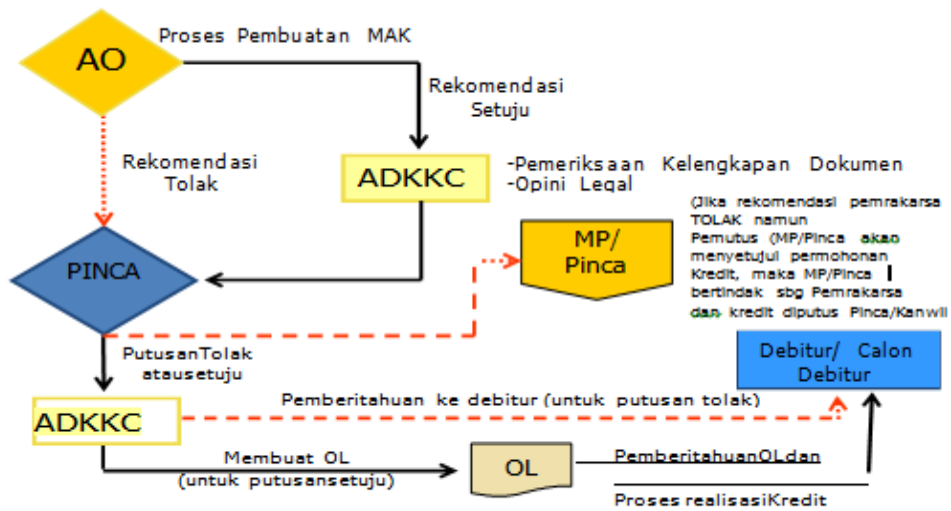 AO
Proses Pembuatan MAK
Rekomendasi
Setuju
Rekomendasi
Tolak
ADKKC
-Pemeriksaan Kelengkapan Dokumen
-Opini Legal
PINCA
MP/
Pinca
(Jika rekomendasi pemrakarsa
TOLAK namun
Pemutus (MP/Pinca akan
menyetujui permohonan
Kredit, maka MP/Pinca
bertindak sbg Pemrakarsa
dan kredit diputus Pinca/Kanwil
PutusanTolak
atausetuju
Debitur/ Calon
Debitur
ADKKC
Pemberitahuan ke debitur (untuk putusan tolak)
Membuat OL
(untuk putusansetuju)
OL
PemberitahuanOLdan
Proses realisasiKredit